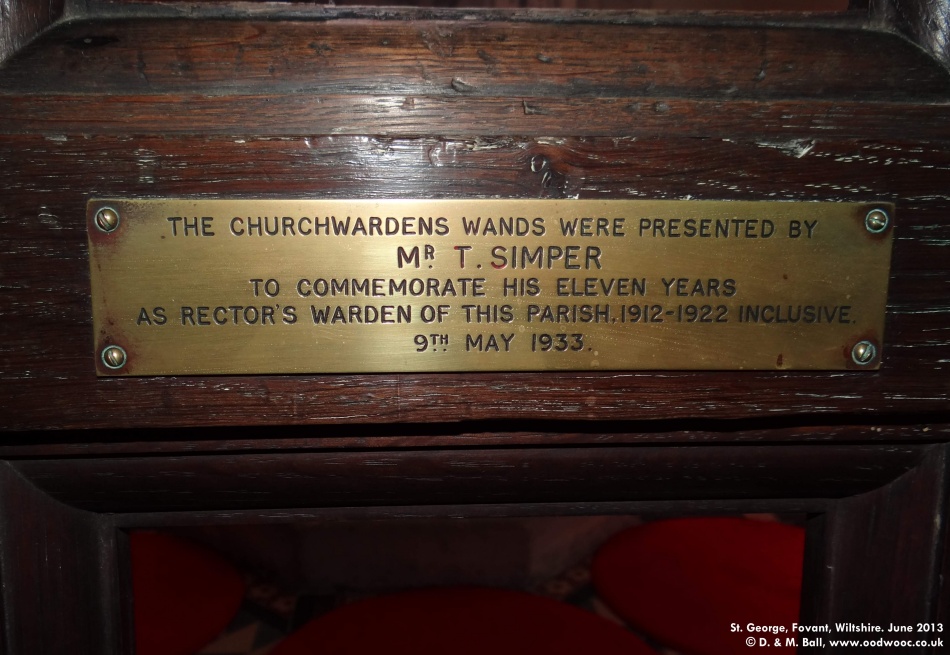 THE CHURCHWARDENS WANDS WERE PRESENTED BY
MR. T. SIMPER
TO COMMEMORATE HIS ELEVEN YEARS
AS RECTOR'S WARDEN OF THIS PARISH. 1912-1922 INCLUSIVE.
9TH MAY 1933.
St. George, Fovant, Wiltshire. June 2013
© D. & M. Ball, www.oodwooc.co.uk